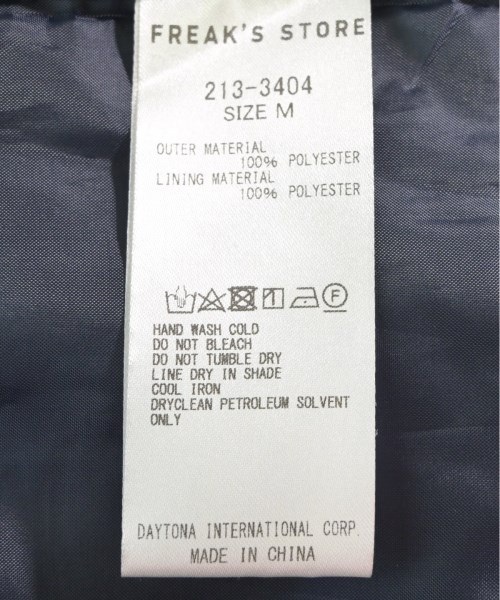 FREAK'S STORE
213-3404
SIZE M
OUTER MATERIAL
100% POLYESTER
LINING MATERIAL
100% POLYESTER
F
HAND WASH COLD
DO NOT BLEACH
DO NOT TUMBLE DRY
LINE DRY IN SHADE
COOL IRON
DRYCLEAN PETROLEUM SOLVENT
ONLY
DAYTONA INTERNATIONAL CORP.
MADE IN CHINA